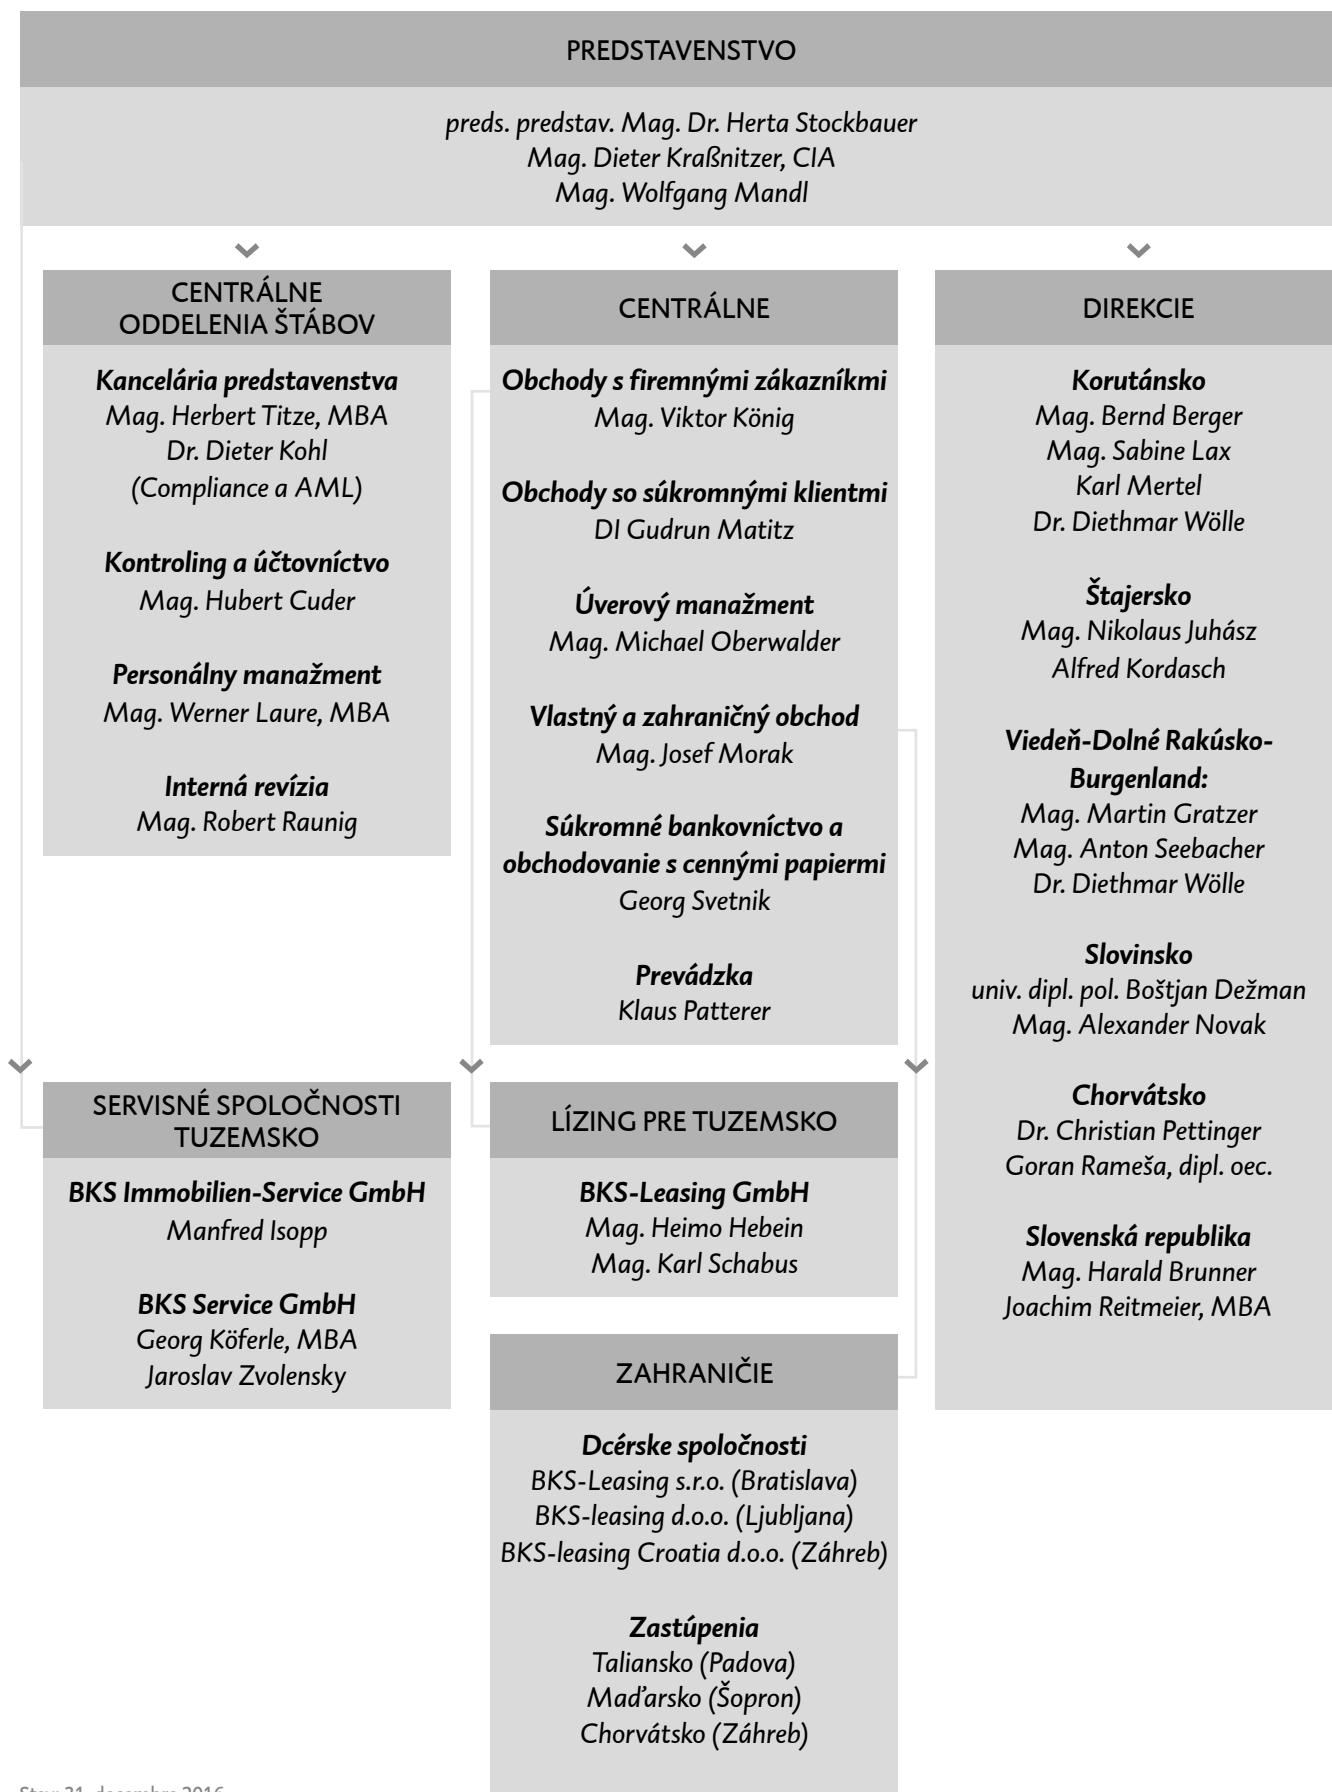 PREDSTAVENSTVO
preds. predstav. Mag. Dr. Herta Stockbauer
Mag. Dieter Kraßnitzer, CIA
Mag. Wolfgang Mandl
CENTRÁLNE
ODDELENIA ŠTÁBOV
Kancelária predstavenstva
Mag. Herbert Titze, MBA
Dr. Dieter Kohl
(Compliance a AML)
Kontroling a účtovníctvo
Mag. Hubert Cuder
Personálny manažment
Mag. Werner Laure, MBA
Interná revízia
Mag. Robert Raunig
CENTRÁLNE
Obchody s firemnými zákazníkmi
Mag. Viktor König
Obchody so súkromnými klientmi
DI Gudrun Matitz
Úverový manažment
Mag. Michael Oberwalder
Vlastný a zahraničný obchod
Mag. Josef Morak
Súkromné bankovníctvo a
obchodovanie s cennými papiermi
Georg Svetnik
Prevádzka
Klaus Patterer
DIREKCIE
Korutánsko
Mag. Bernd Berger
Mag. Sabine Lax
Karl Mertel
Dr. Diethmar Wölle
Štajersko
Mag. Nikolaus Juhász
Alfred Kordasch
Viedeň-Dolné Rakúsko-
Burgenland:
Mag. Martin Gratzer
Mag. Anton Seebacher
Dr. Diethmar Wölle
Slovinsko
univ. dipl. pol. Boštjan Dežman
Mag. Alexander Novak
Chorvátsko
Dr. Christian Pettinger
Goran Rameša, dipl. oec.
Slovenská republika
Mag. Harald Brunner
Joachim Reitmeier, MBA
SERVISNÉ SPOLOČNOSTI
TUZEMSKO
BKS Immobilien-Service GmbH
Manfred Isopp
BKS Service GmbH
Georg Köferle, MBA
Jaroslav Zvolensky
LÍZING PRE TUZEMSKO
BKS-Leasing GmbH
Mag. Heimo Hebein
Mag. Karl Schabus
ZAHRANIČIE
Dcérske spoločnosti
BKS-Leasing s.r.o. (Bratislava)
BKS-leasing d.o.o. (Ljubljana)
BKS-leasing Croatia d.o.o. (Záhreb)
Zastúpenia
Taliansko (Padova)
Maďarsko (Šopron)
Chorvátsko (Záhreb)
Stav: 31. decembra 2016